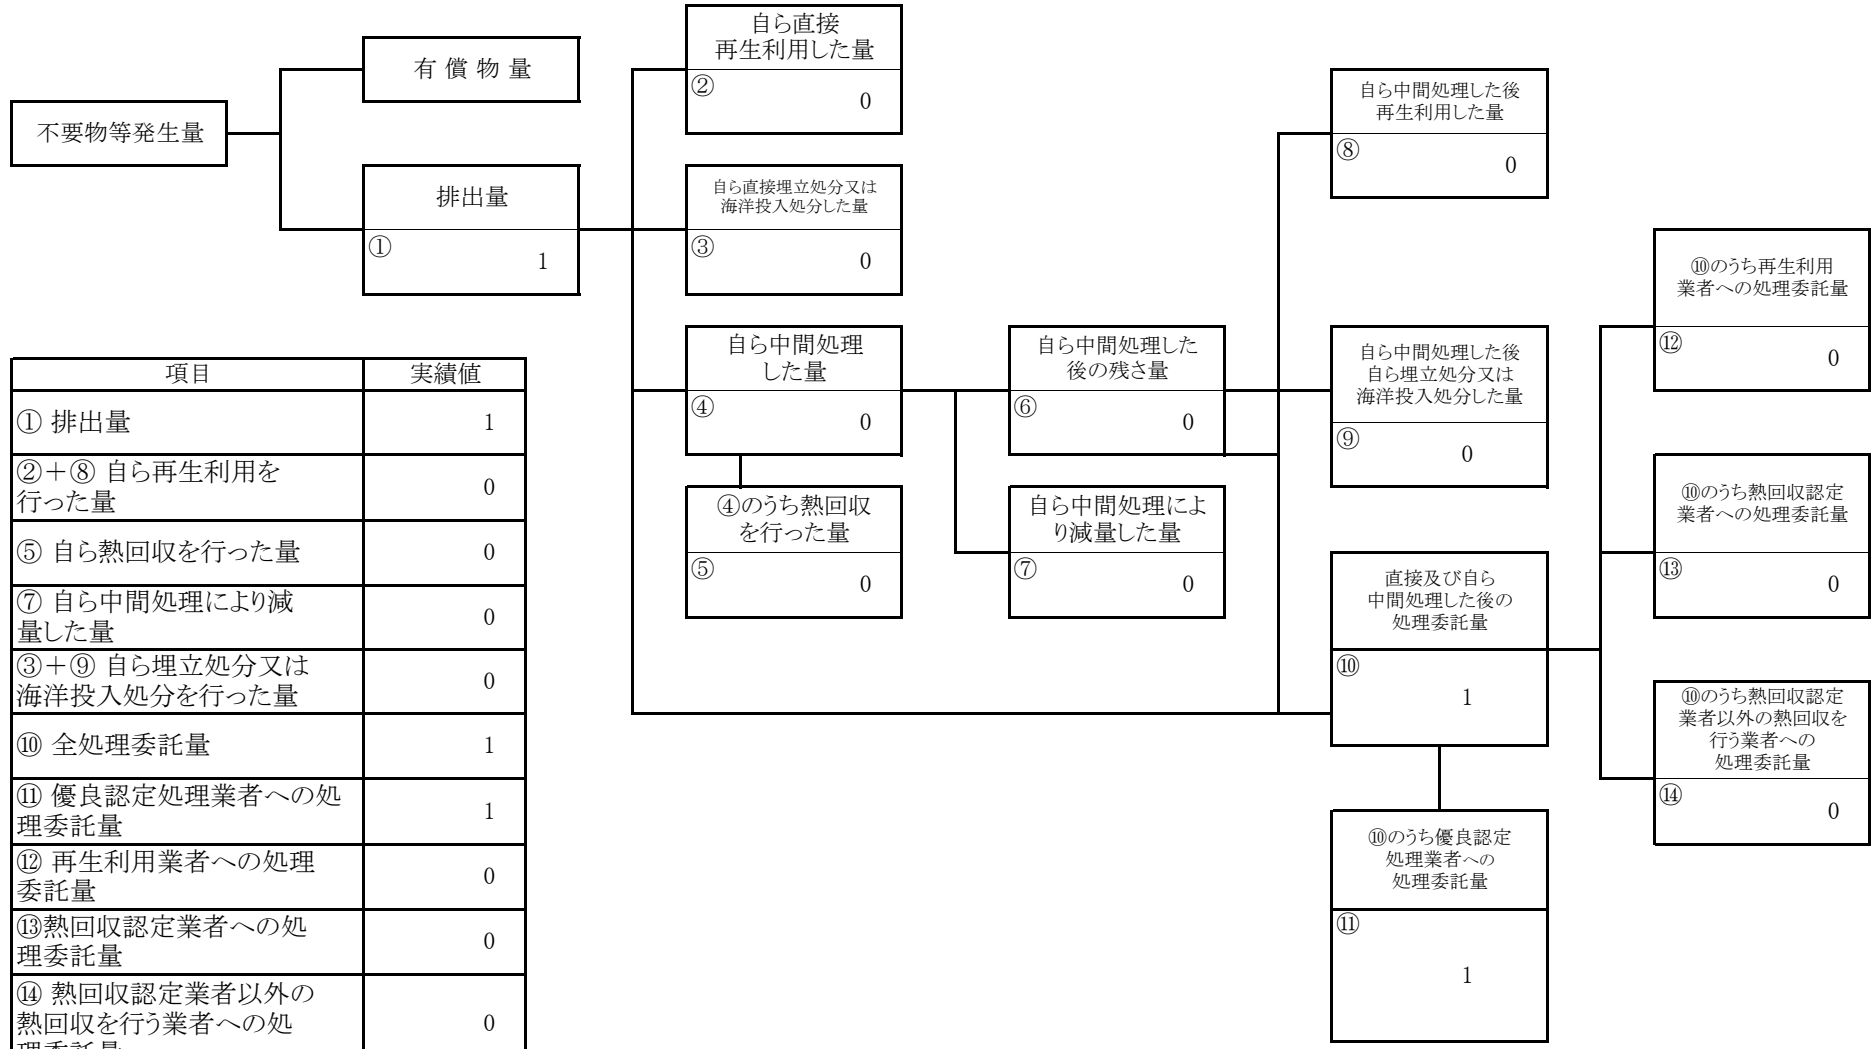 不要物等発生量
有 償 物 量
排出量
①
1
自ら直接
再生利用した量
②
0
自ら直接埋立処分又は
海洋投入処分した量
③
0
自ら中間処理
した量
④
0
④のうち熱回収
を行った量
⑤
0
自ら中間処理した
後の残さ量
⑥
0
自ら中間処理によ
り減量した量
⑦
0
自ら中間処理した後
再生利用した量
⑧
0
自ら中間処理した後
自ら埋立処分又は
海洋投入処分した量
⑨
0
直接及び自ら
中間処理した後の
処理委託量
⑩
1
⑩のうち優良認定
処理業者への
処理委託量
⑪
1
⑩のうち再生利用
業者への処理委託量
⑫
0
⑩のうち熱回収認定
業者への処理委託量
⑬
0
⑩のうち熱回収認定
業者以外の熱回収を
行う業者への
処理委託量
⑭
0
項目 実績値
① 排出量 1
②＋⑧ 自ら再生利用を
行った量 0
⑤ 自ら熱回収を行った量 0
⑦ 自ら中間処理により減
量した量 0
③＋⑨ 自ら埋立処分又は
海洋投入処分を行った量 0
⑩ 全処理委託量 1
⑪ 優良認定処理業者への処
理委託量 1
⑫ 再生利用業者への処理
委託量 0
⑬熱回収認定業者への処
理委託量 0
⑭ 熱回収認定業者以外の
熱回収を行う業者への処 0
理委託量